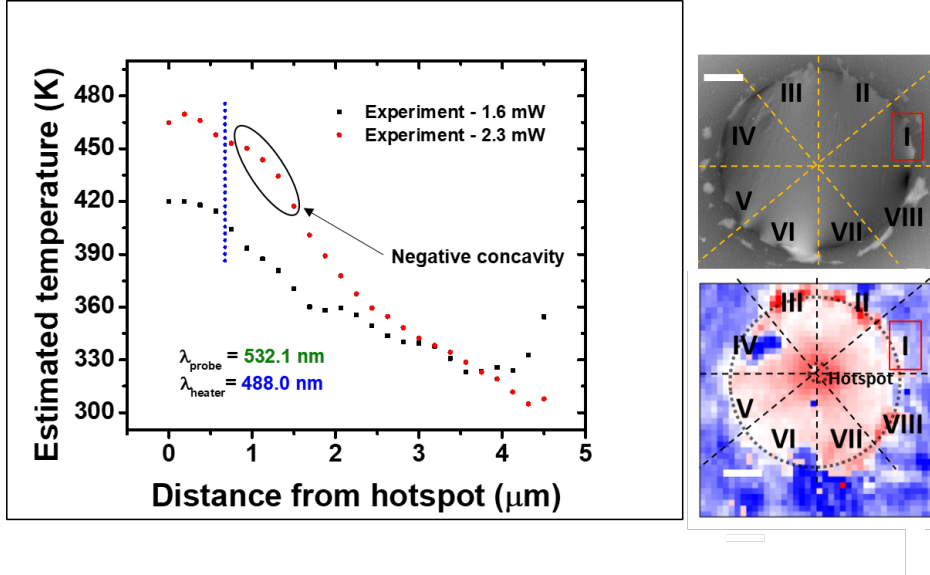 Estimated temperature (K)
480
450
420
390
360
330
300
Experiment - 1.6 mW
Experiment - 2.3 mW
Negative concavity
λprobe = 532.1 nm
λheater = 488.0 nm
0 1 2 3 4 5
Distance from hotspot (μm)
III II
IV I
V VIII
VI VII
III II
IV I
Hotspot
V VIII
VI VII